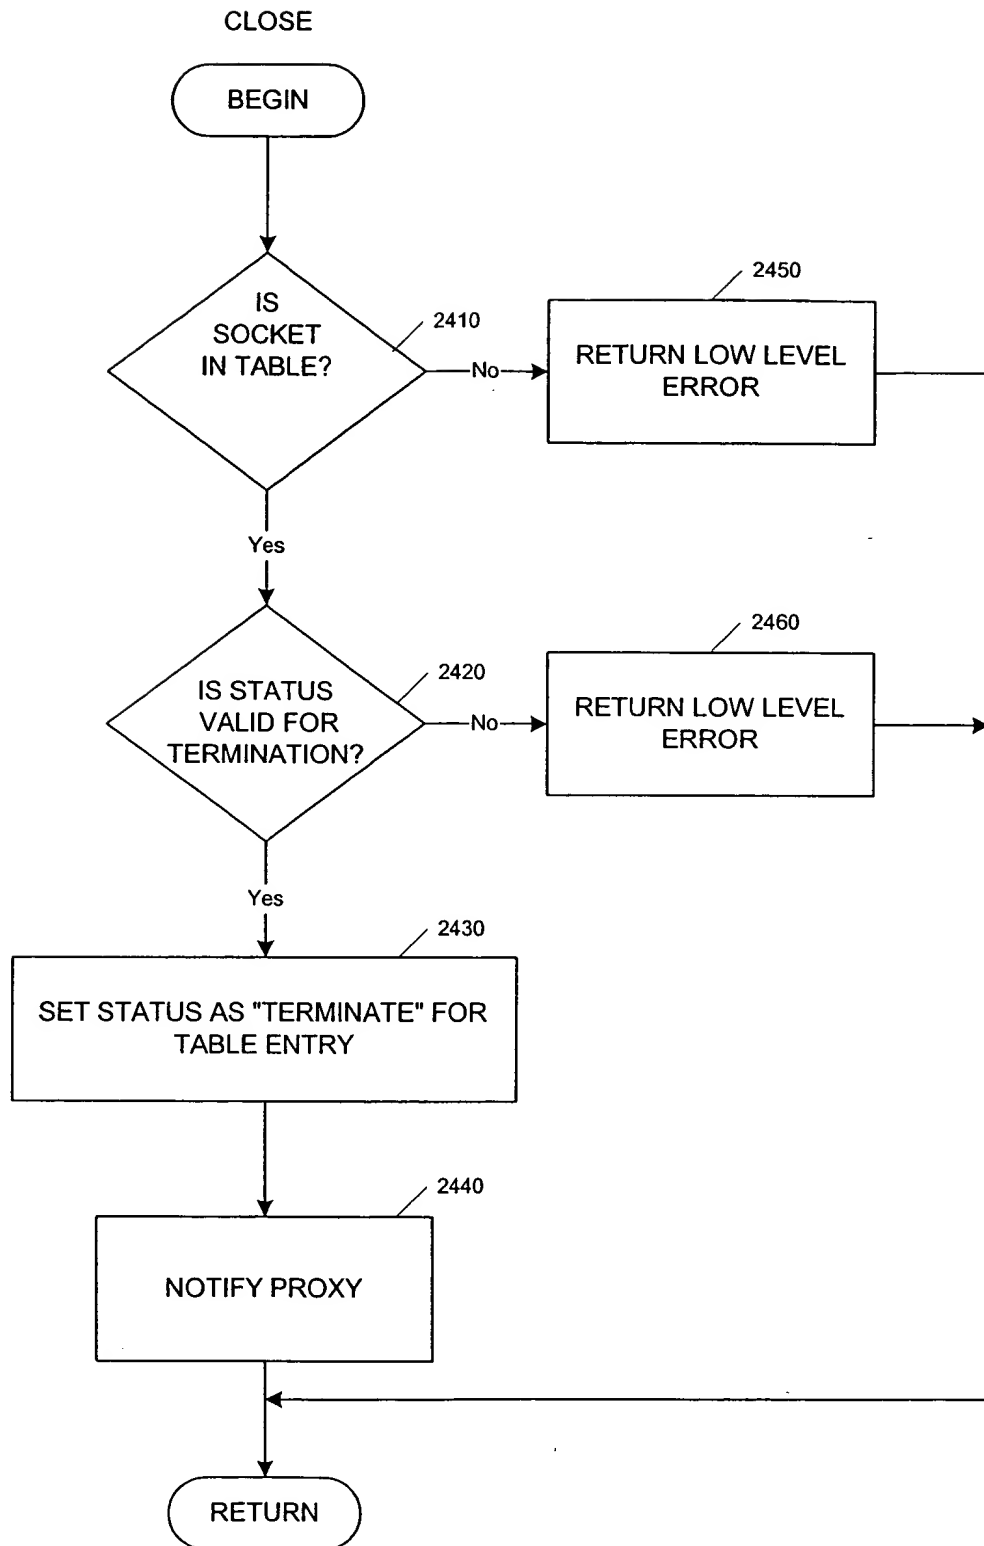 CLOSE
BEGIN
IS
SOCKET
IN TABLE?
2410
No
2450
RETURN LOW LEVEL
ERROR
Yes
IS STATUS
VALID FOR
TERMINATION?
2420
No
2460
RETURN LOW LEVEL
ERROR
Yes
2430
SET STATUS AS "TERMINATE" FOR
TABLE ENTRY
2440
NOTIFY PROXY
RETURN